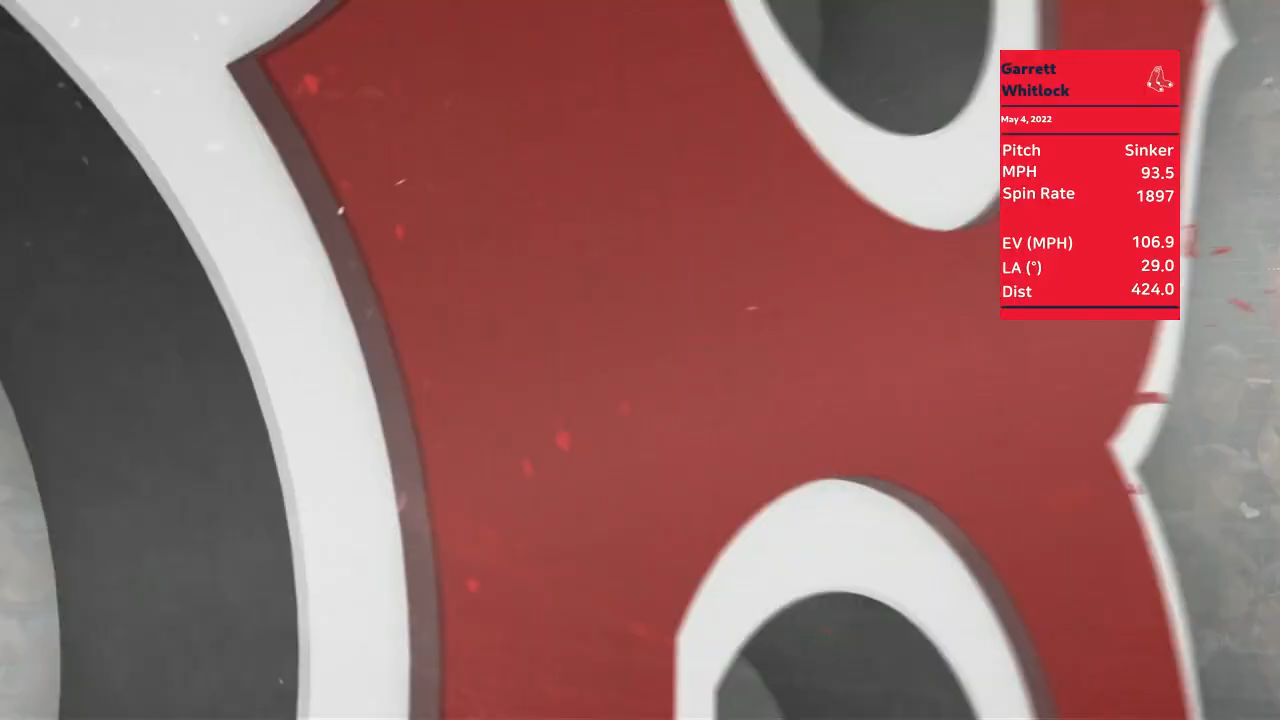 Garrett
Whitlock
May 4, 2022
Pitch Sinker
MPH 93.5
Spin Rate 1897
EV (MPH) 106.9
LA (°) 29.0
Dist 424.0